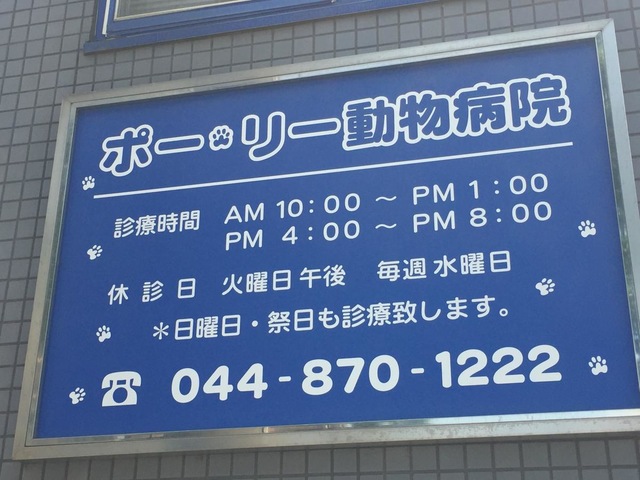 ポー・リー動物病院
診療時間 AM 10:00 ～ PM 1:00
PM 4:00 ～ PM 8:00
休診日 火曜日午後 毎週水曜日
＊日曜日・祭日も診療致します。
☎ 044-870-1222